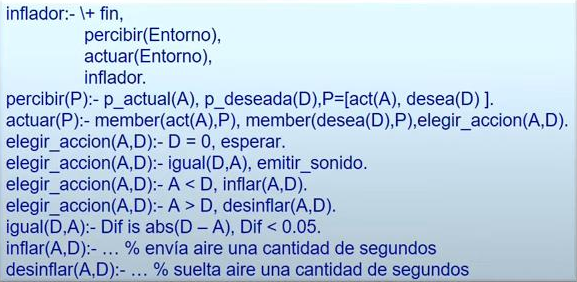 inflador:- \+ fin,
percibir(Entorno),
actuar(Entorno),
inflador.
percibir(P):- p_actual(A), p_deseada(D),P=[act(A), desea(D) ].
actuar(P):- member(act(A),P), member(desea(D),P),elegir_accion(A,D).
elegir_accion(A,D):- D = 0, esperar.
elegir_accion(A,D):- igual(D,A), emitir_sonido.
elegir_accion(A,D):- A < D, inflar(A,D).
elegir_accion(A,D):- A > D, desinflar(A,D).
igual(D,A):- Dif is abs(D – A), Dif < 0.05.
inflar(A,D):- … % envía aire una cantidad de segundos
desinflar(A,D):- … % suelta aire una cantidad de segundos